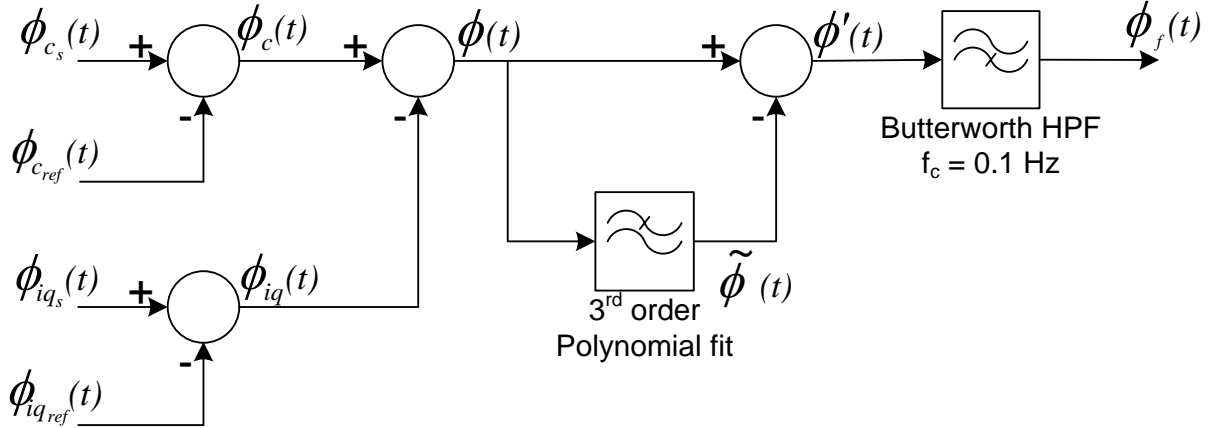 ϕ_{c_s}(t)
+
ϕ_c(t)
+
ϕ(t)
+
ϕ'(t)
ϕ_f(t)
-
-
-
ϕ_{c_{ref}}(t)
Butterworth HPF
f_c = 0.1 Hz
ϕ_{iq_s}(t)
+
ϕ_{iq}(t)
ϕ̃ (t)
3^{rd} order
Polynomial fit
-
ϕ_{iq_{ref}}(t)